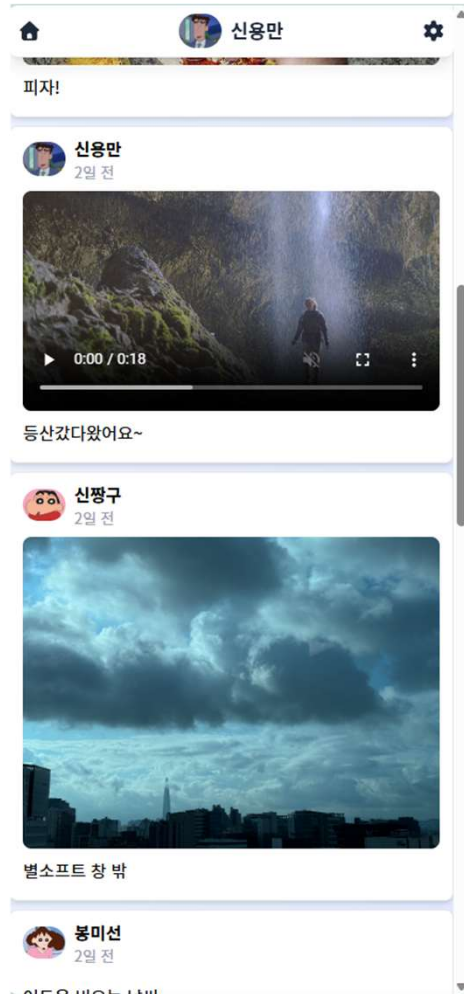 신용만
피자!
신용만
2일 전
0:00 / 0:18
등산갔다왔어요~
신짱구
2일 전
별소프트 창 밖
봉미선
2일 전